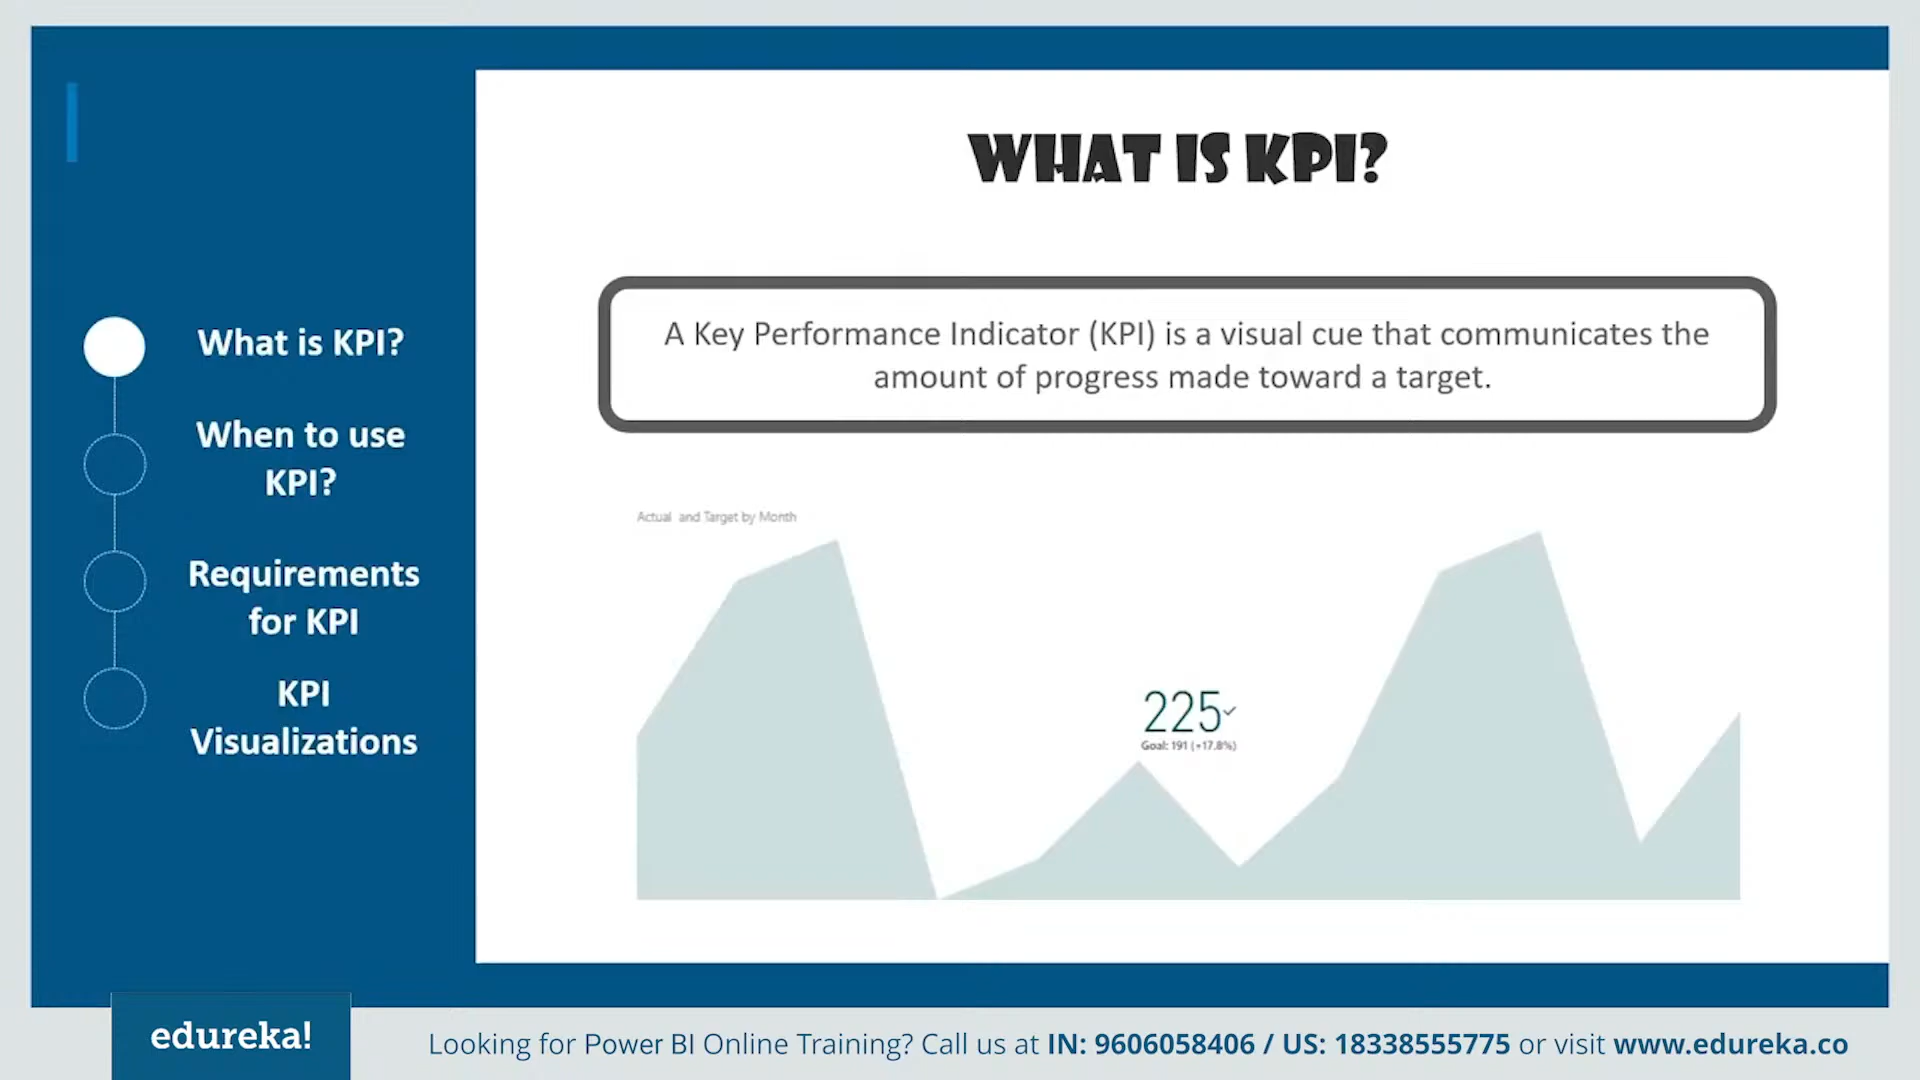 WHAT IS KPI?
What is KPI?
When to use
KPI?
Requirements
for KPI
KPI
Visualizations
A Key Performance Indicator (KPI) is a visual cue that communicates the
amount of progress made toward a target.
Actual and Target by Month
225
Goal: 191 (+17.8%)
edureka!
Looking for Power BI Online Training? Call us at IN: 9606058406 / US: 18338555775 or visit www.edureka.co